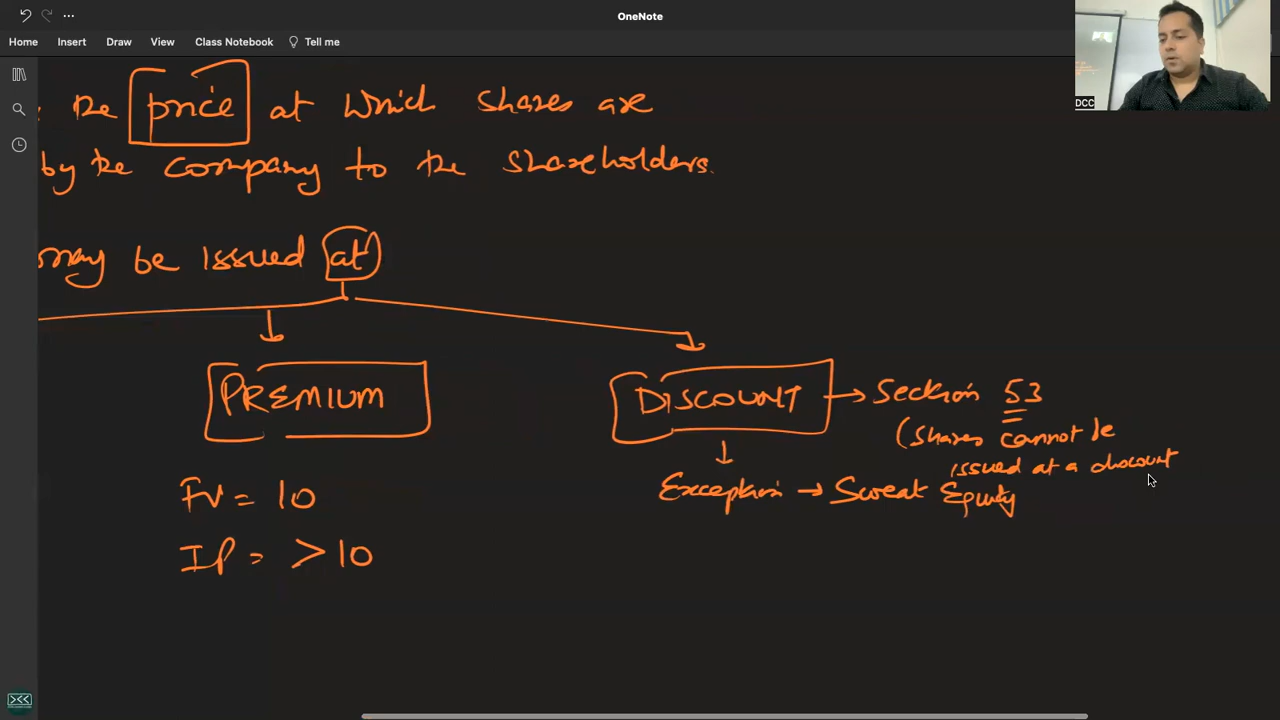 OneNote
Home Insert Draw View Class Notebook Tell me
: the price at which shares are
by the company to the shareholders.
may be issued at
PREMIUM
DISCOUNT → Section 53
(shares cannot be
issued at a discount
Exception → Sweat Equity
FV = 10
IP = > 10
DCC